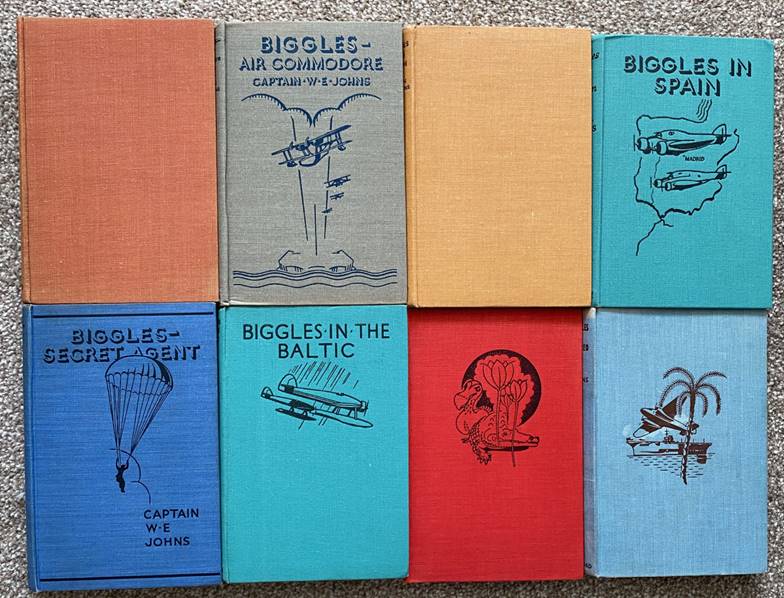 BIGGLES-
AIR COMMODORE
CAPTAIN·W·E·JOHNS
BIGGLES IN
SPAIN
MADRID
BIGGLES-
SECRET AGENT
CAPTAIN
W·E
JOHNS
BIGGLES·IN·THE
BALTIC